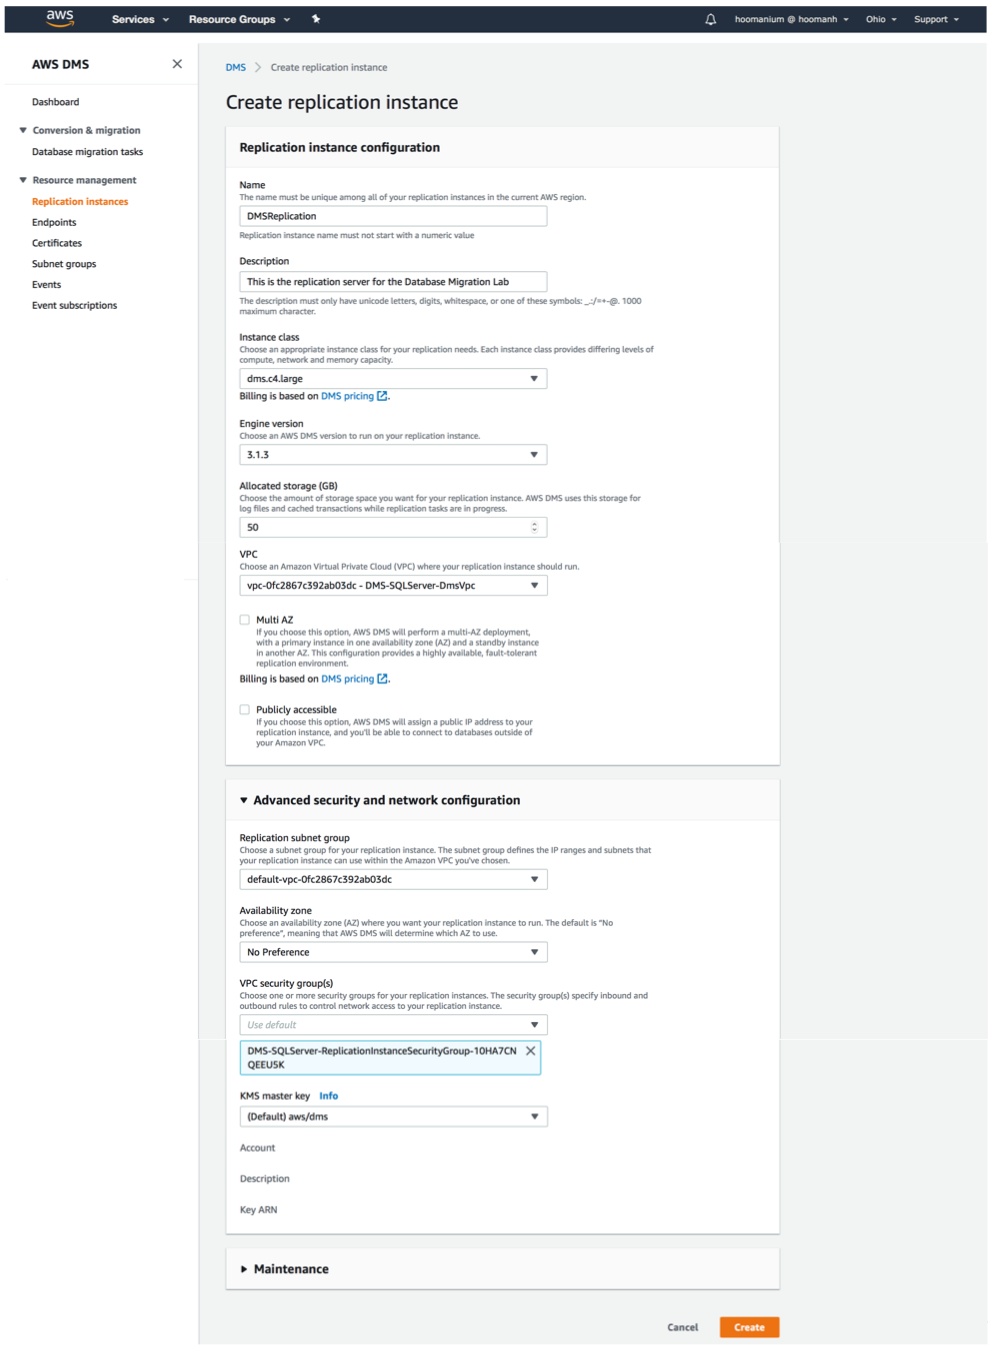 aws
Services
Resource Groups
hoomanium @ hoomanh
Ohio
Support
AWS DMS
Dashboard
Conversion & migration
Database migration tasks
Resource management
Replication instances
Endpoints
Certificates
Subnet groups
Events
Event subscriptions
DMS > Create replication instance
Create replication instance
Replication instance configuration
Name
The name must be unique among all of your replication instances in the current AWS region.
DMSReplication
Replication instance name must not start with a numeric value
Description
This is the replication server for the Database Migration Lab
The description must only have unicode letters, digits, whitespace, or one of these symbols: _.:/=+-@. 1000
maximum character.
Instance class
Choose an appropriate instance class for your replication needs. Each instance class provides differing levels of
compute, network and memory capacity.
dms.c4.large
Billing is based on DMS pricing.
Engine version
Choose an AWS DMS version to run on your replication instance.
3.1.3
Allocated storage (GB)
Choose the amount of storage space you want for your replication instance. AWS DMS uses this storage for
log files and cached transactions while replication tasks are in progress.
50
VPC
Choose an Amazon Virtual Private Cloud (VPC) where your replication instance should run.
vpc-0fc2867c392ab03dc - DMS-SQLServer-DmsVpc
Multi AZ
If you choose this option, AWS DMS will perform a multi-AZ deployment,
with a primary instance in one availability zone (AZ) and a standby instance
in another AZ. This configuration provides a highly available, fault-tolerant
replication environment.
Billing is based on DMS pricing.
Publicly accessible
If you choose this option, AWS DMS will assign a public IP address to your
replication instance, and you'll be able to connect to databases outside of
your Amazon VPC.
Advanced security and network configuration
Replication subnet group
Choose a subnet group for your replication instance. The subnet group defines the IP ranges and subnets that
your replication instance can use within the Amazon VPC you've chosen.
default-vpc-0fc2867c392ab03dc
Availability zone
Choose an availability zone (AZ) where you want your replication instance to run. The default is "No
preference", meaning that AWS DMS will determine which AZ to use.
No Preference
VPC security group(s)
Choose one or more security groups for your replication instances. The security group(s) specify inbound and
outbound rules to control network access to your replication instance.
Use default
DMS-SQLServer-ReplicationInstanceSecurityGroup-10HA7CN
QEEU5K
KMS master key Info
(Default) aws/dms
Account
Description
Key ARN
Maintenance
Cancel
Create